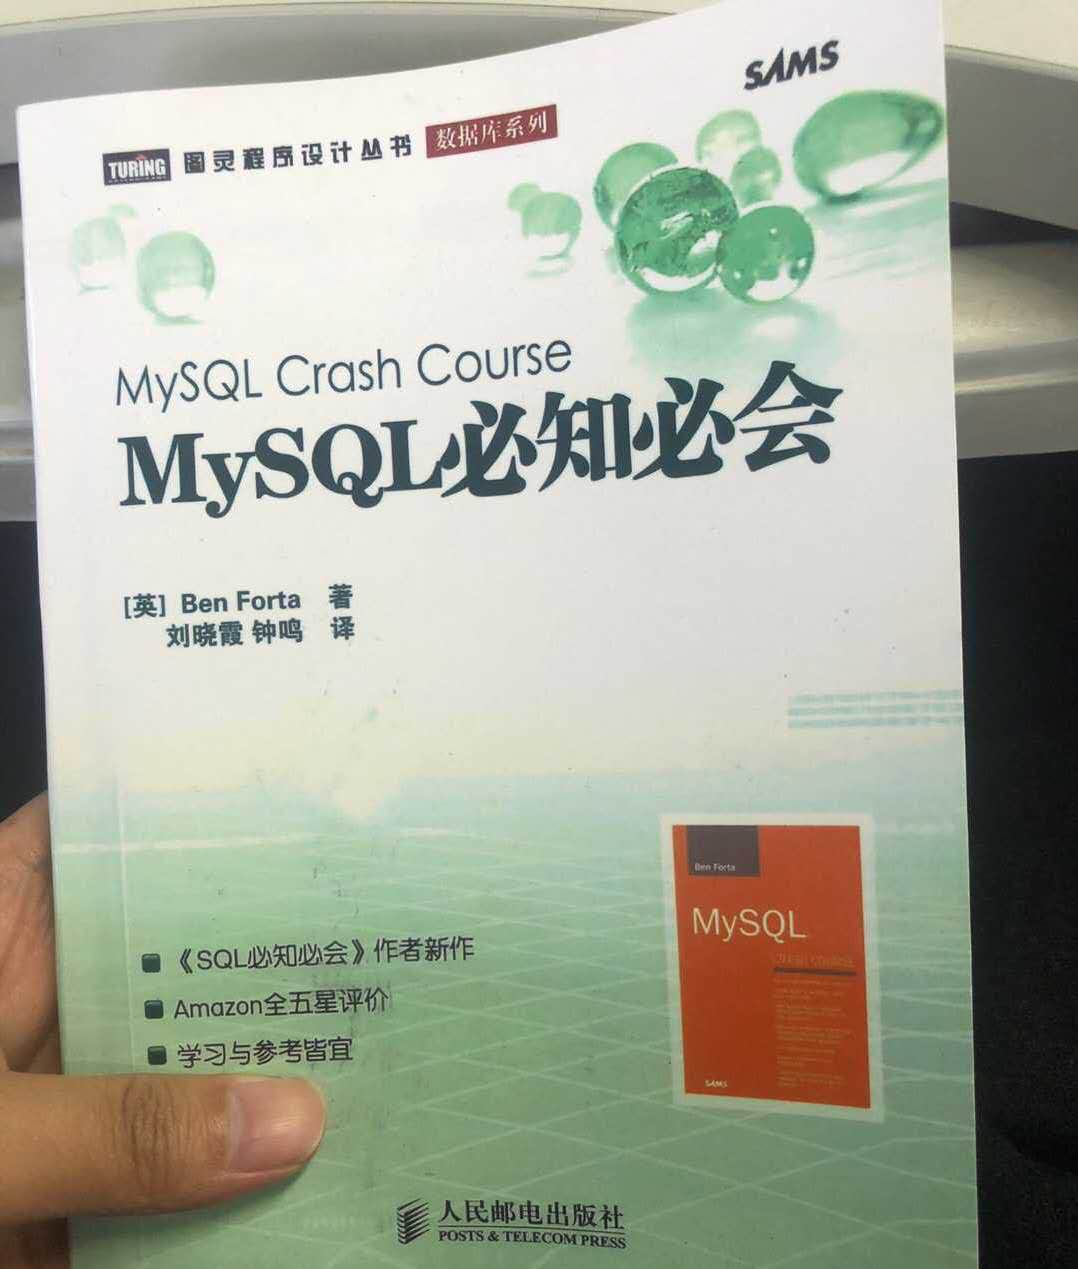 SAMS
TURING 图灵程序设计丛书 数据库系列
MySQL Crash Course
MySQL必知必会
[英] Ben Forta 著
刘晓霞 钟鸣 译
Ben Forta
MySQL
CRASH COURSE
SAMS
《SQL必知必会》作者新作
Amazon全五星评价
学习与参考皆宜
人民邮电出版社
POSTS & TELECOM PRESS